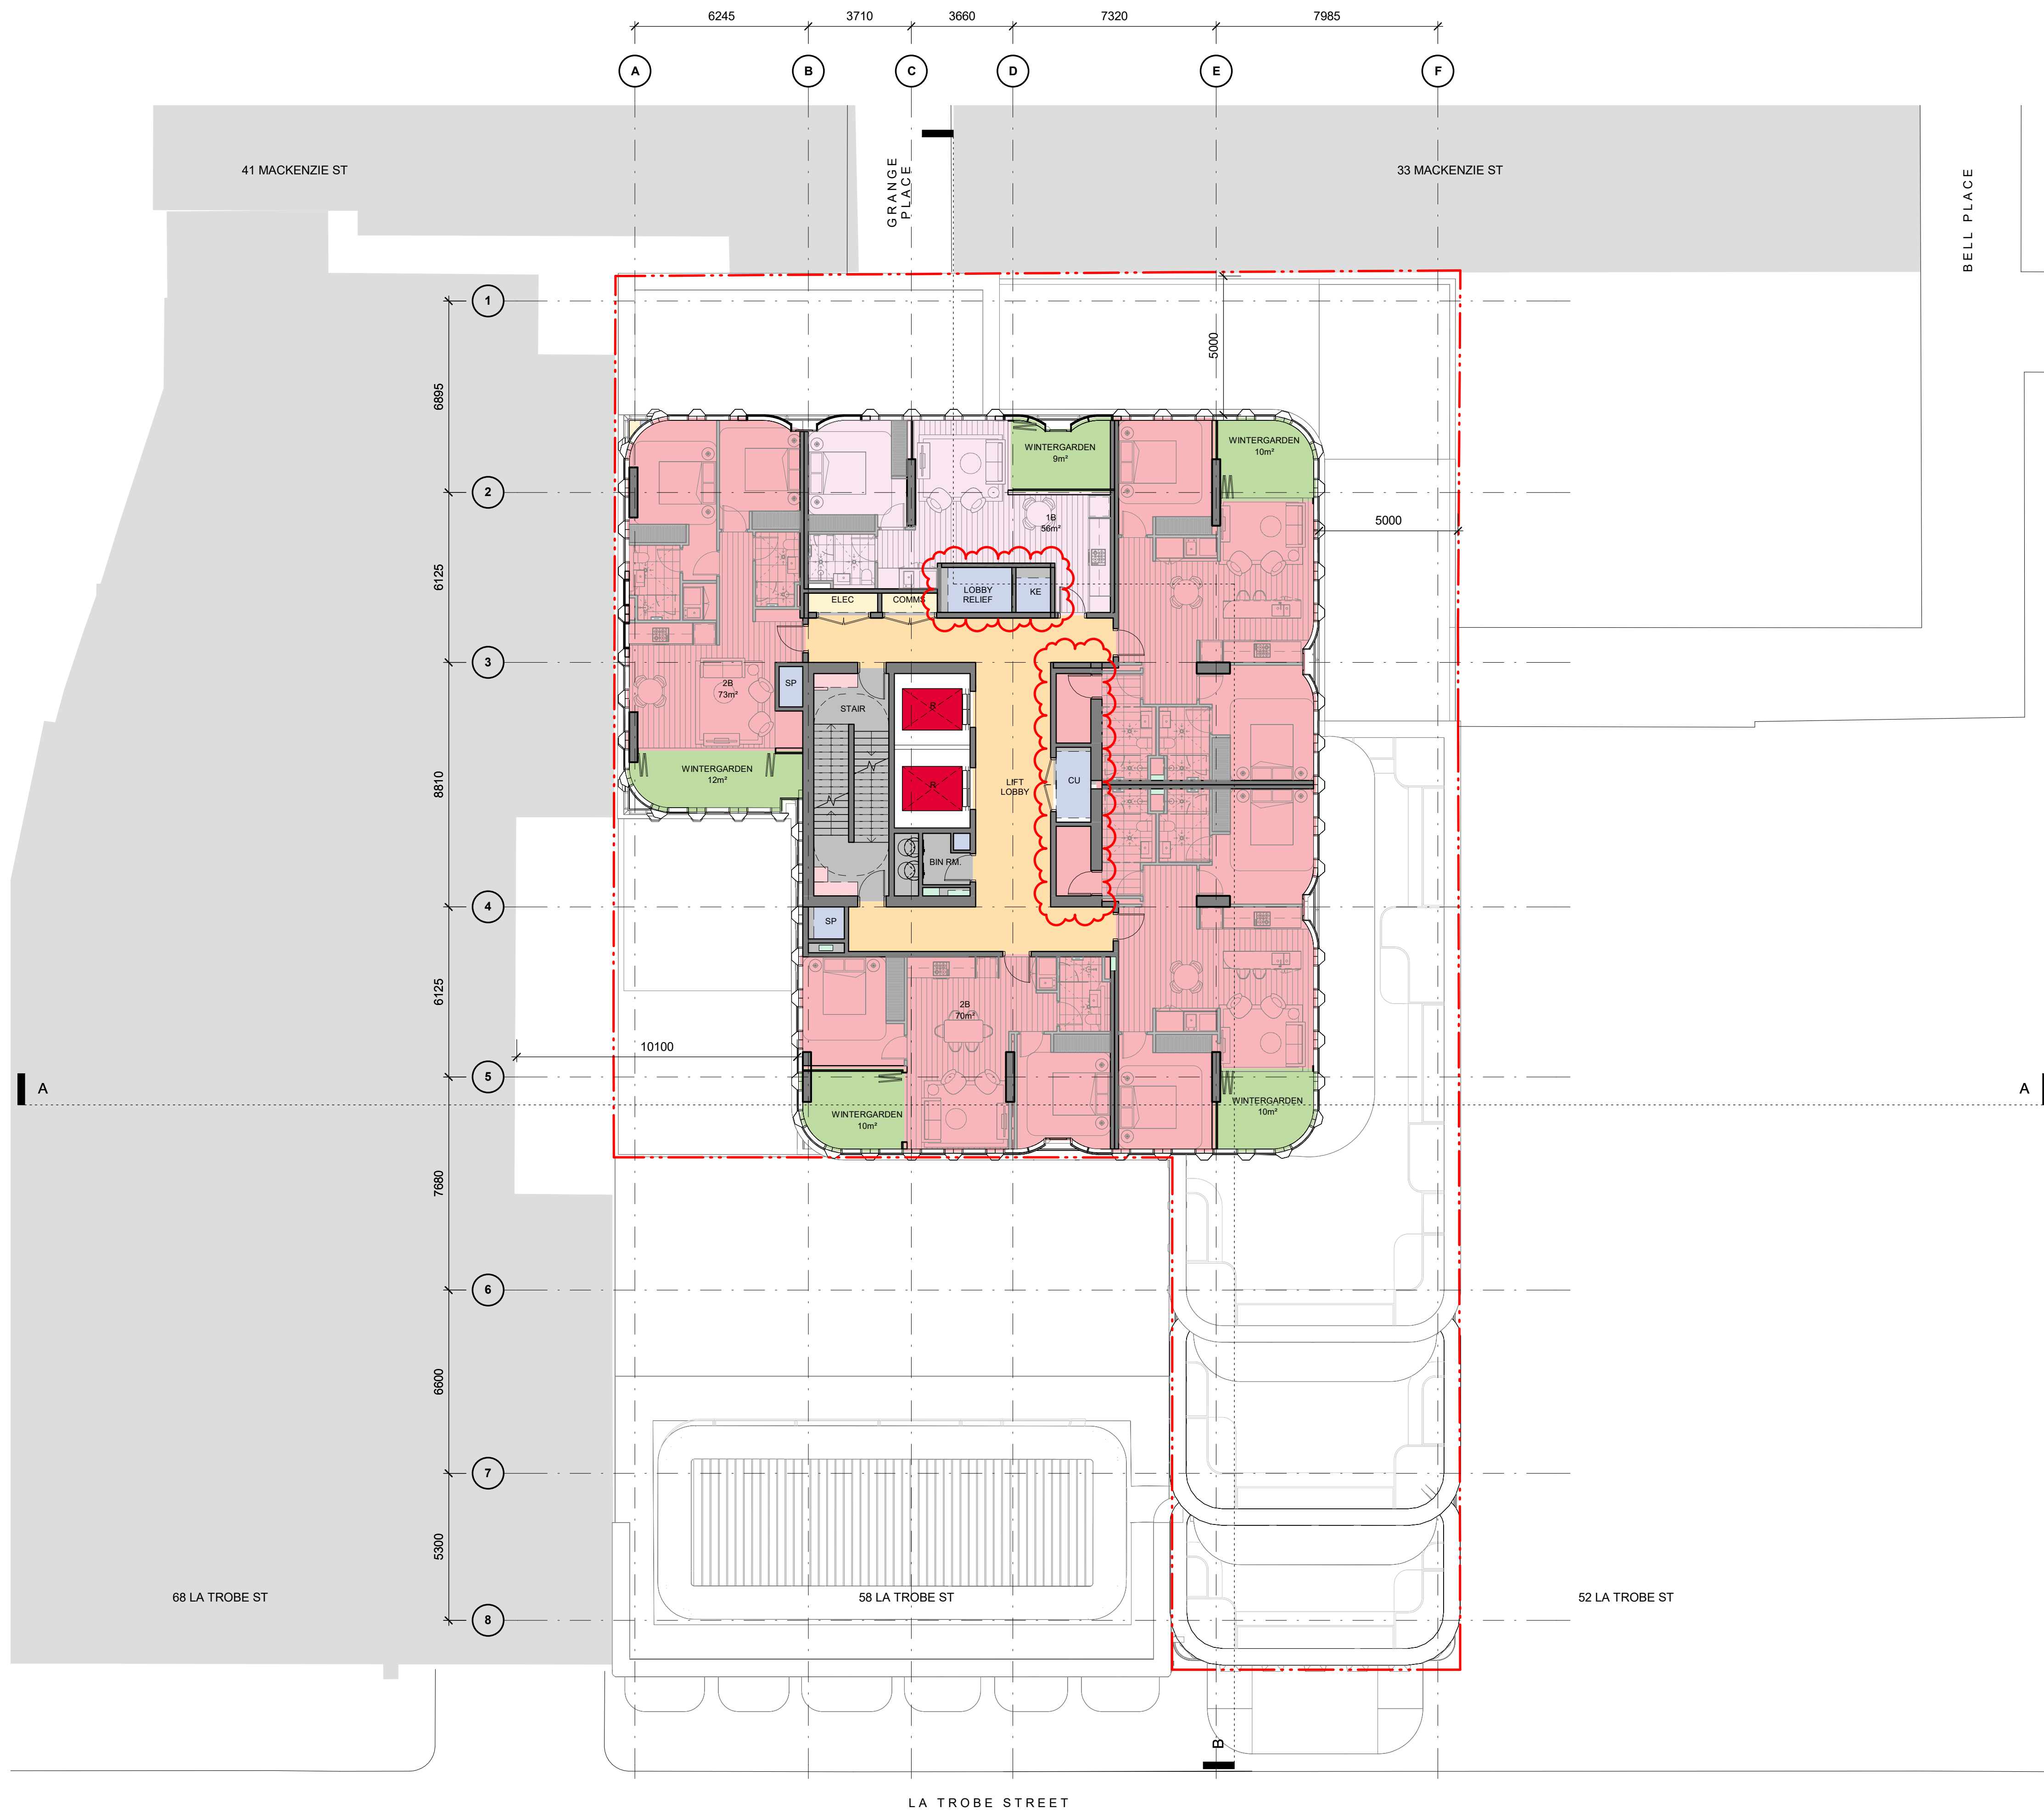 6245
3710
3660
7320
7985
A
B
C
D
E
F
41 MACKENZIE ST
GRANGE
PLACE
33 MACKENZIE ST
BELL PLACE
1
5000
6895
WINTERGARDEN
9m²
WINTERGARDEN
10m²
2
5000
1B
56m²
6125
LOBBY
RELIEF
KE
ELEC
COMMS
3
2B
73m²
SP
STAIR
R
WINTERGARDEN
12m²
8810
R
LIFT
LOBBY
CU
BIN RM.
4
SP
6125
2B
70m²
10100
5
A
A
WINTERGARDEN
10m²
WINTERGARDEN
10m²
7680
6
6600
7
5300
68 LA TROBE ST
58 LA TROBE ST
52 LA TROBE ST
8
B
LA TROBE STREET